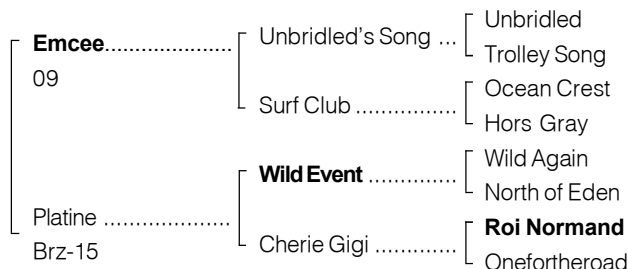 Emcee.....................
09
Unbridled's Song ...
Unbridled
Trolley Song
Surf Club ..............
Ocean Crest
Hors Gray
Platine ....................
Brz-15
Wild Event ..............
Wild Again
North of Eden
Cherie Gigi .............
Roi Normand
Onefortheroad